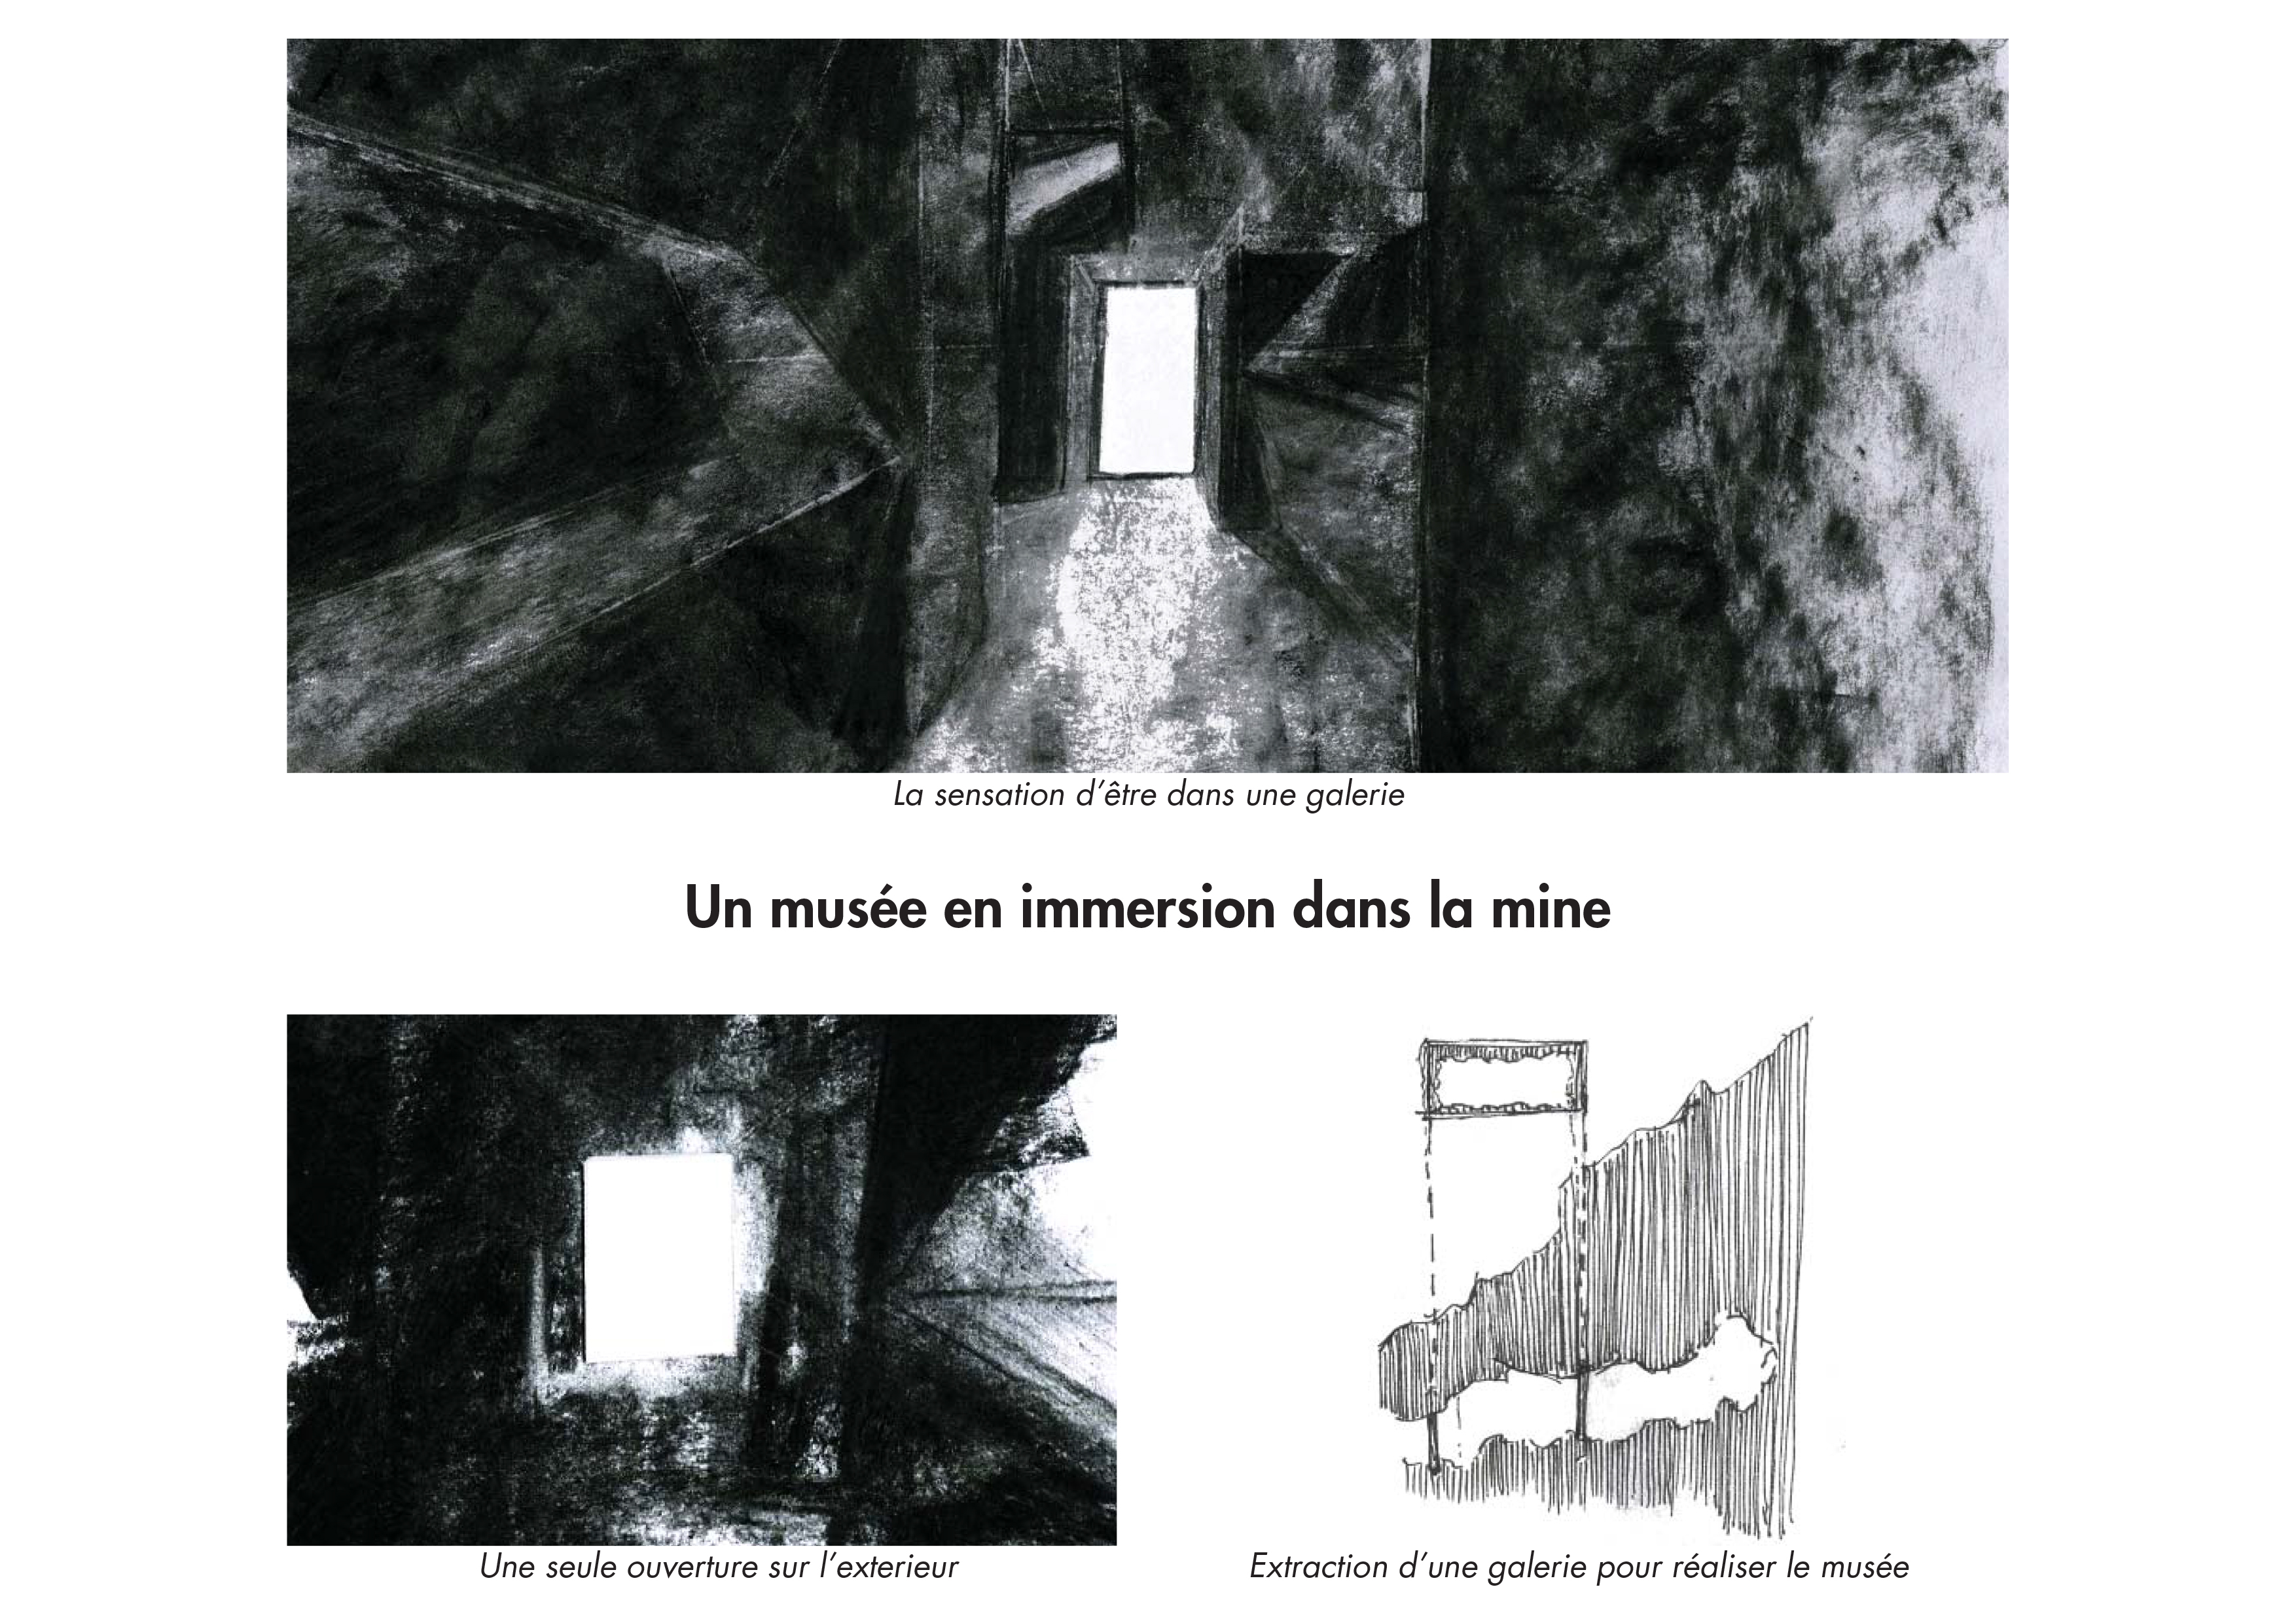 La sensation d’être dans une galerie
Un musée en immersion dans la mine
Une seule ouverture sur l’exterieur
Extraction d’une galerie pour réaliser le musée